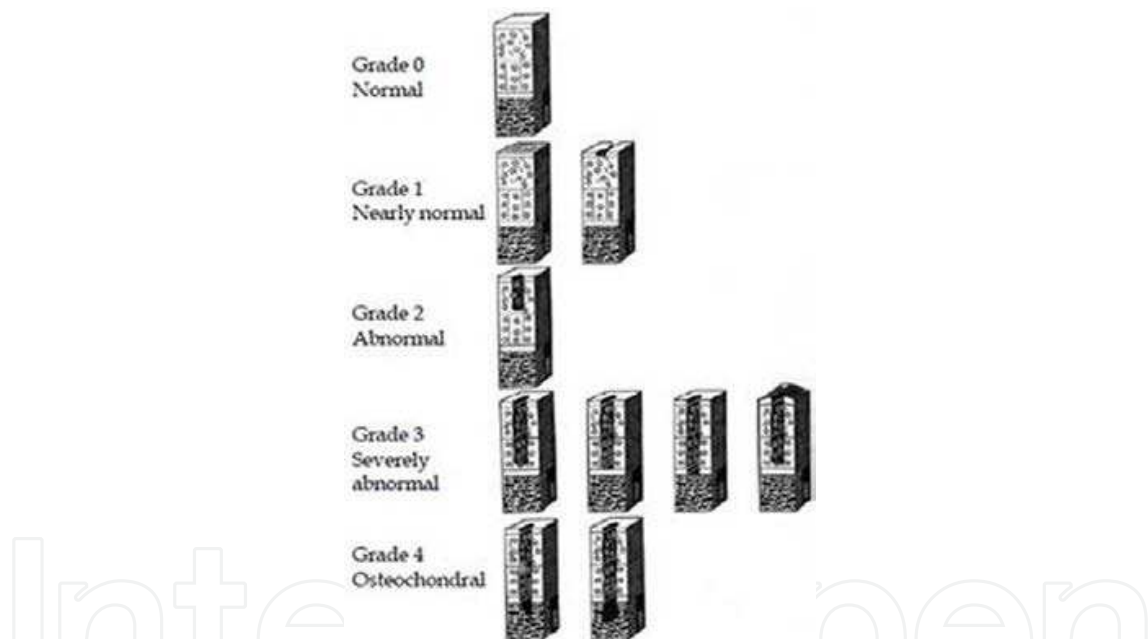 Grade 0
Normal
Grade 1
Nearly normal
Grade 2
Abnormal
Grade 3
Severely
abnormal
Grade 4
Osteochondral